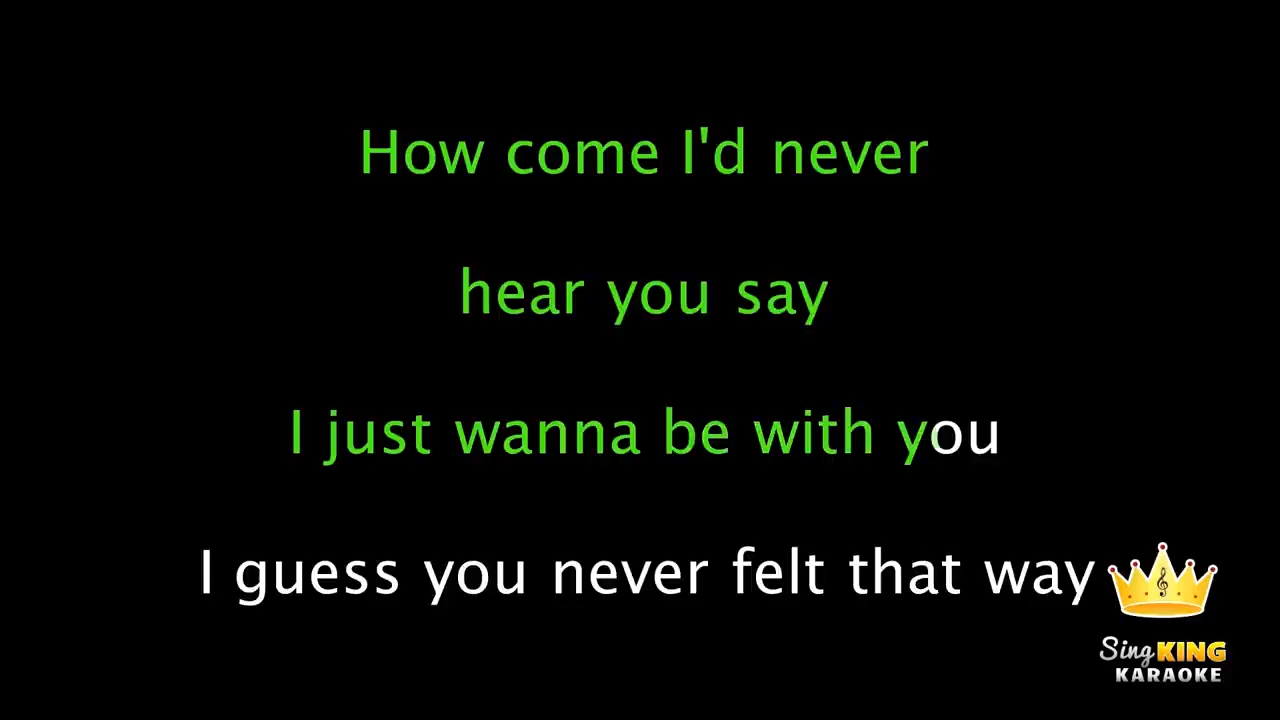 How come I'd never
hear you say
I just wanna be with you
I guess you never felt that way
Sing KING
KARAOKE